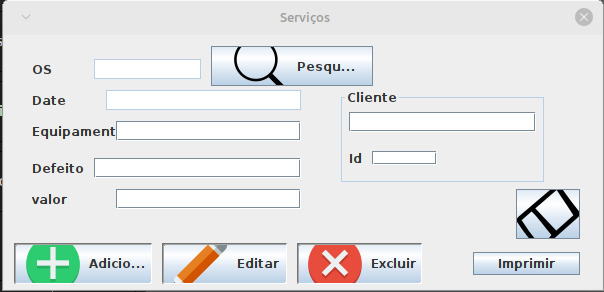 Serviços
OS
Pesqu...
Date
Cliente
Equipament
Defeito
Id
valor
Adicio...
Editar
Excluir
Imprimir